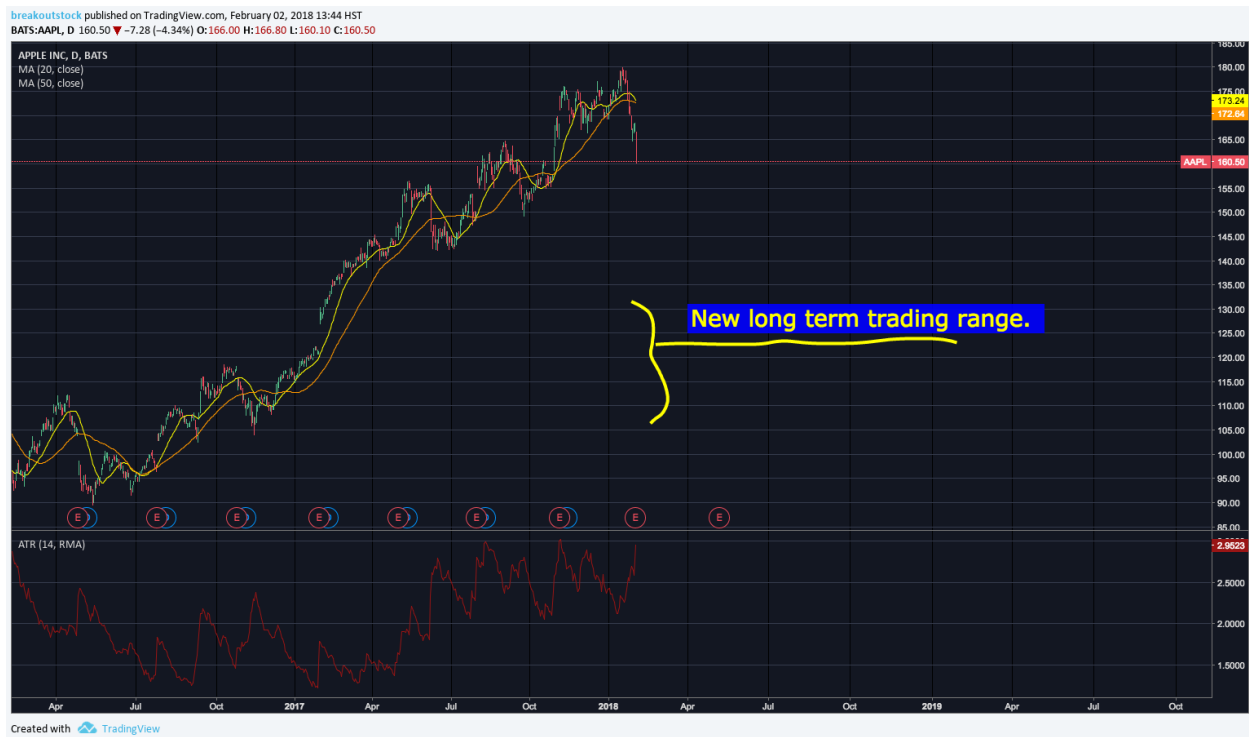 breakoutstock published on TradingView.com, February 02, 2018 13:44 HST
BATS:AAPL, D 160.50 ▼ −7.28 (−4.34%) O:166.00 H:166.80 L:160.10 C:160.50
APPLE INC, D, BATS
MA (20, close)
MA (50, close)
185.00
180.00
175.00
173.24
172.64
165.00
AAPL 160.50
155.00
150.00
145.00
140.00
135.00
130.00
New long term trading range.
125.00
120.00
115.00
110.00
105.00
100.00
95.00
90.00
E E E E E E E E E
85.00
ATR (14, RMA)
2.9523
2.5000
2.0000
1.5000
Apr Jul Oct 2017 Apr Jul Oct 2018 Apr Jul Oct 2019 Apr Jul Oct
Created with TradingView